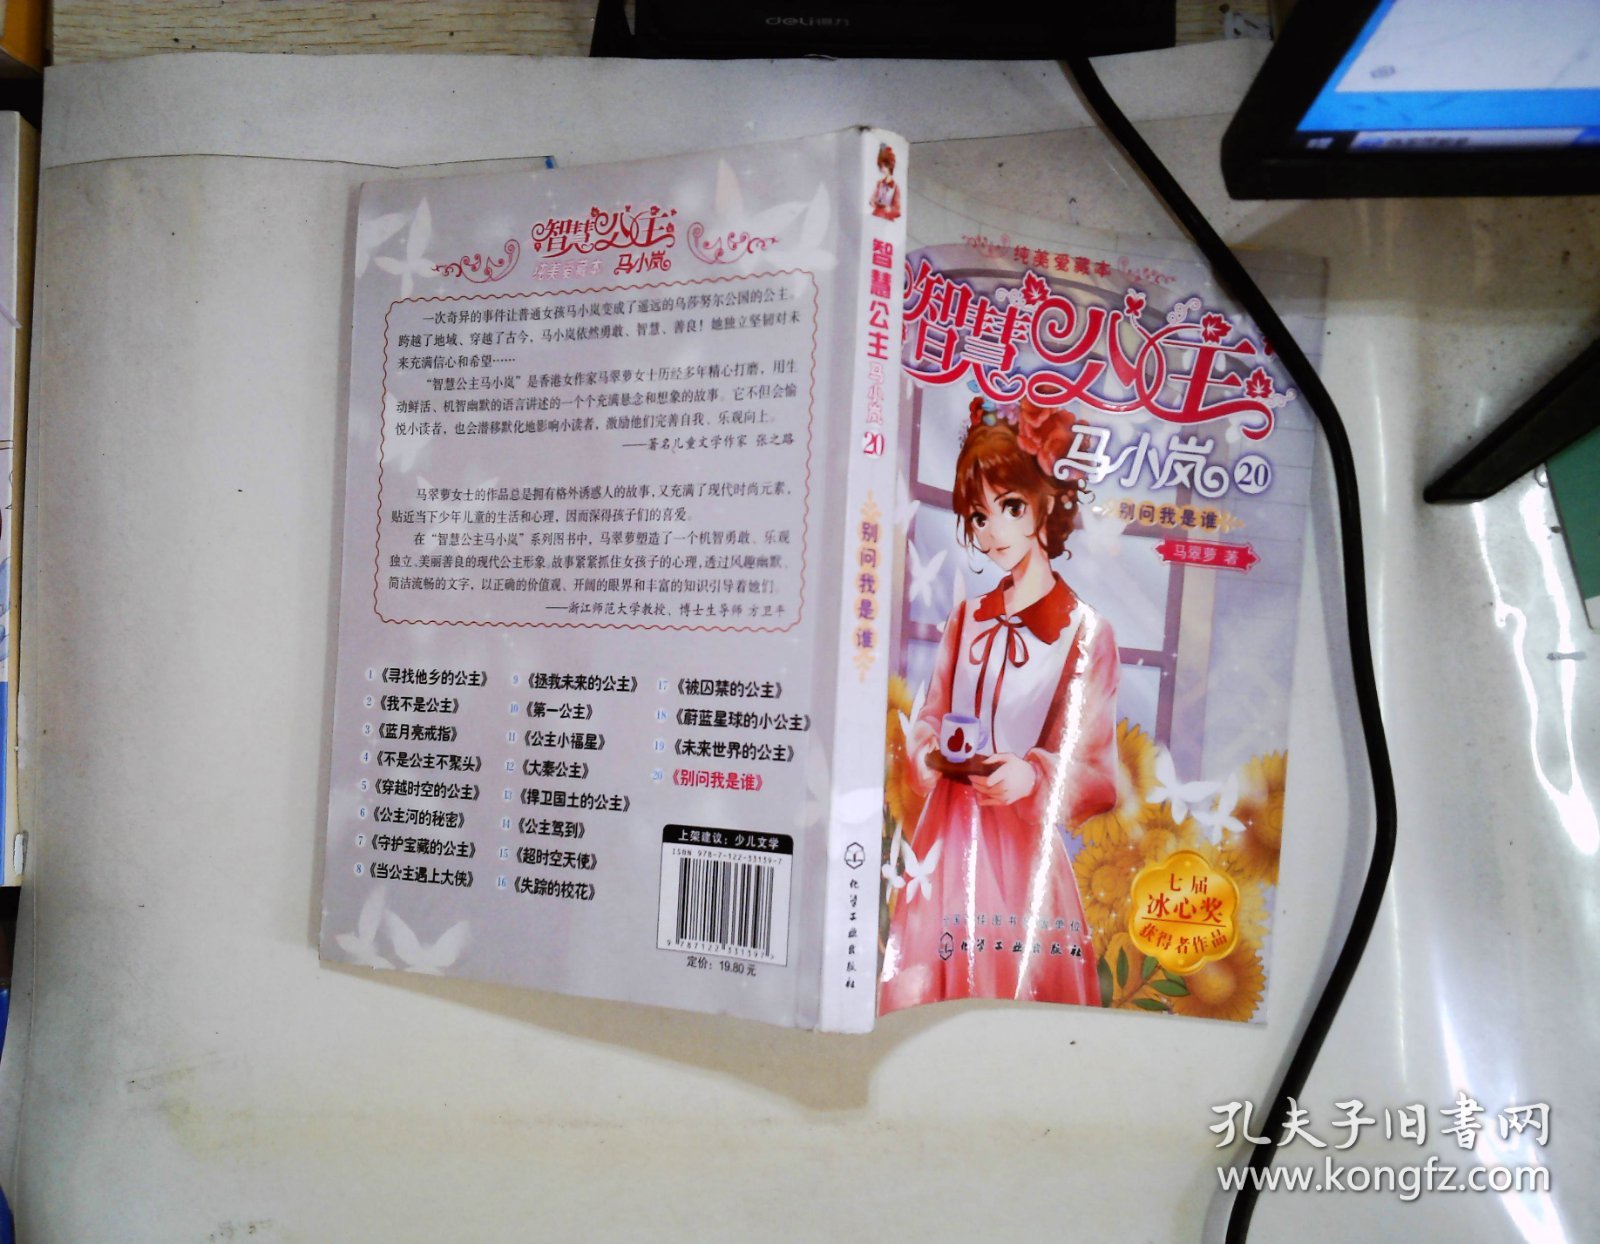 deli得力
智慧公主
纯美爱藏本 马小岚
一次奇异的事件让普通女孩马小岚变成了遥远的乌莎努尔公国的公主。
跨越了地域、穿越了古今，马小岚依然勇敢、智慧、善良！她独立坚韧对未
来充满信心和希望……
“智慧公主马小岚”是香港女作家马翠萝女士历经多年精心打磨，用生
动鲜活、机智幽默的语言讲述的一个个充满悬念和想象的故事。它不但会愉
悦小读者，也会潜移默化地影响小读者，激励他们完善自我、乐观向上。
——著名儿童文学作家 张之路
马翠萝女士的作品总是拥有格外诱惑人的故事，又充满了现代时尚元素，
贴近当下少年儿童的生活和心理，因而深得孩子们的喜爱。
在“智慧公主马小岚”系列图书中，马翠萝塑造了一个机智勇敢、乐观
独立、美丽善良的现代公主形象。故事紧紧抓住女孩子的心理，透过风趣幽默、
简洁流畅的文字，以正确的价值观、开阔的眼界和丰富的知识引导着她们。
——浙江师范大学教授、博士生导师 方卫平
1《寻找他乡的公主》
2《我不是公主》
3《蓝月亮戒指》
4《不是公主不聚头》
5《穿越时空的公主》
6《公主河的秘密》
7《守护宝藏的公主》
8《当公主遇上大侠》
9《拯救未来的公主》
10《第一公主》
11《公主小福星》
12《大秦公主》
13《捍卫国土的公主》
14《公主驾到》
15《超时空天使》
16《失踪的校花》
17《被囚禁的公主》
18《蔚蓝星球的小公主》
19《未来世界的公主》
20《别问我是谁》
上架建议：少儿文学
ISBN 978-7-122-33139-7
9 787122 331397>
定价：19.80元
智慧公主马小岚 20
别问我是谁
化学工业出版社
纯美爱藏本
智慧公主
马小岚 20
别问我是谁
马翠萝 著
七届
冰心奖
获得者作品
化学工业出版社
孔夫子旧书网
www.kongfz.com